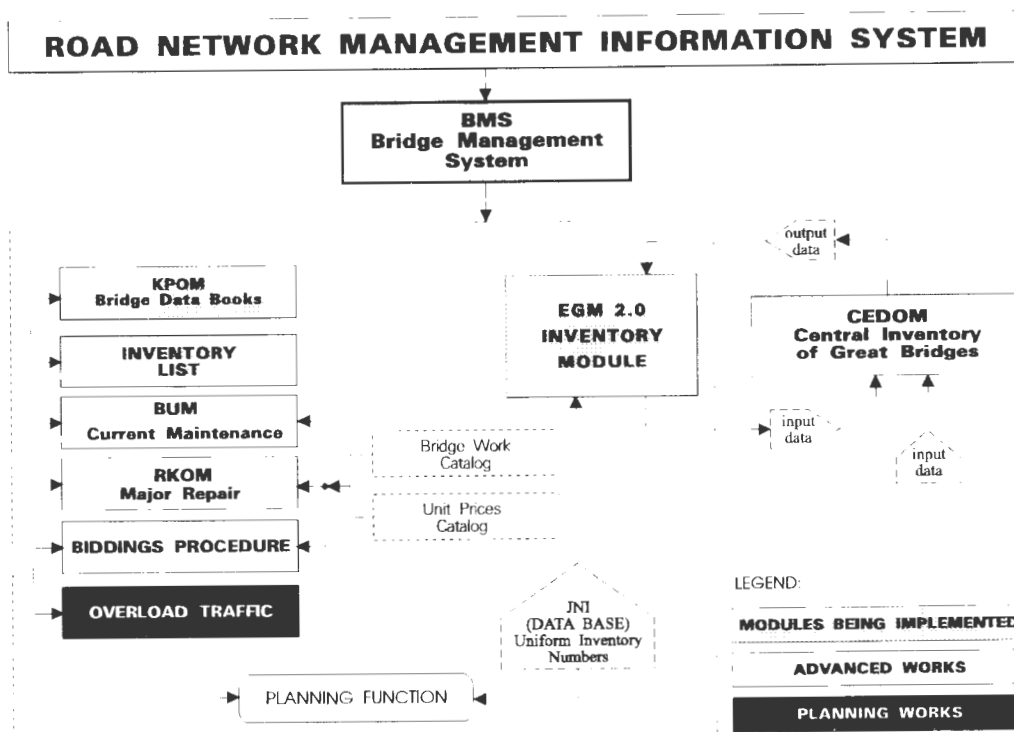 ROAD NETWORK MANAGEMENT INFORMATION SYSTEM
BMS
Bridge Management
System
output
data
KPOM
Bridge Data Books
EGM 2.0
INVENTORY
MODULE
CEDOM
Central Inventory
of Great Bridges
INVENTORY
LIST
BUM
Current Maintenance
input
data
input
data
Bridge Work
Catalog
RKOM
Major Repair
Unit Prices
Catalog
BIDDINGS PROCEDURE
OVERLOAD TRAFFIC
JNI
(DATA BASE)
Uniform Inventory
Numbers
PLANNING FUNCTION
LEGEND:
MODULES BEING IMPLEMENTED
ADVANCED WORKS
PLANNING WORKS